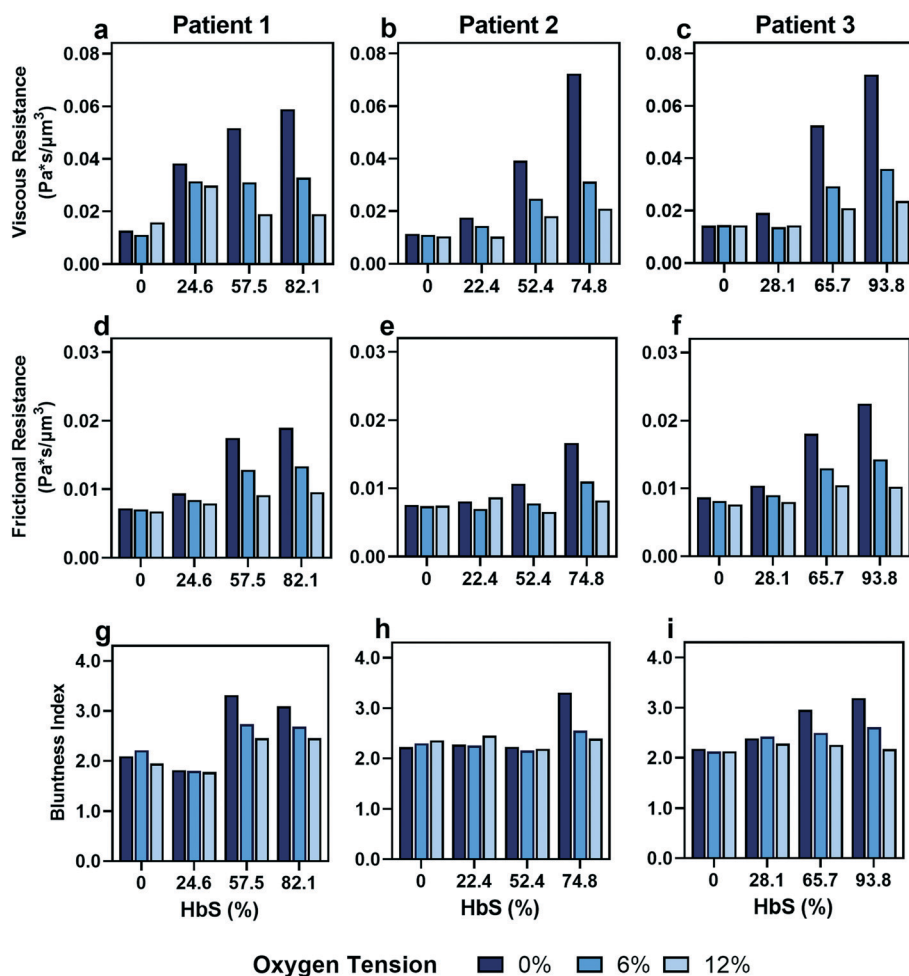 Patient 1 Patient 2 Patient 3
a b c
Viscous Resistance
(Pa*s/μm³)
0.08 0.08 0.08
0.06 0.06 0.06
0.04 0.04 0.04
0.02 0.02 0.02
0.00 0.00 0.00
0 24.6 57.5 82.1 0 22.4 52.4 74.8 0 28.1 65.7 93.8
d e f
Frictional Resistance
(Pa*s/μm³)
0.03 0.03 0.03
0.02 0.02 0.02
0.01 0.01 0.01
0.00 0.00 0.00
0 24.6 57.5 82.1 0 22.4 52.4 74.8 0 28.1 65.7 93.8
g h i
Bluntness Index
4.0 4.0 4.0
3.0 3.0 3.0
2.0 2.0 2.0
1.0 1.0 1.0
0.0 0.0 0.0
0 24.6 57.5 82.1 0 22.4 52.4 74.8 0 28.1 65.7 93.8
HbS (%) HbS (%) HbS (%)
Oxygen Tension 0% 6% 12%